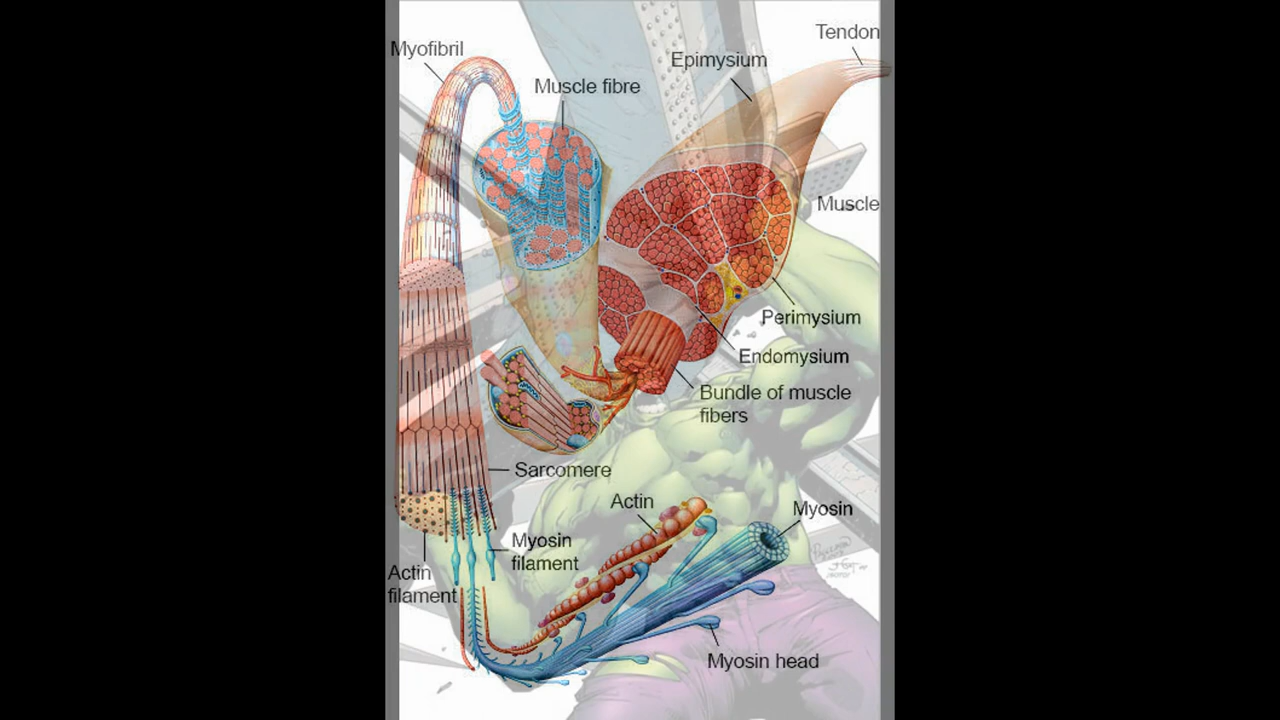 Tendon
Myofibril
Epimysium
Muscle fibre
Muscle
Perimysium
Endomysium
Bundle of muscle
fibers
Sarcomere
Actin
Myosin
Myosin
filament
Actin
filament
Myosin head